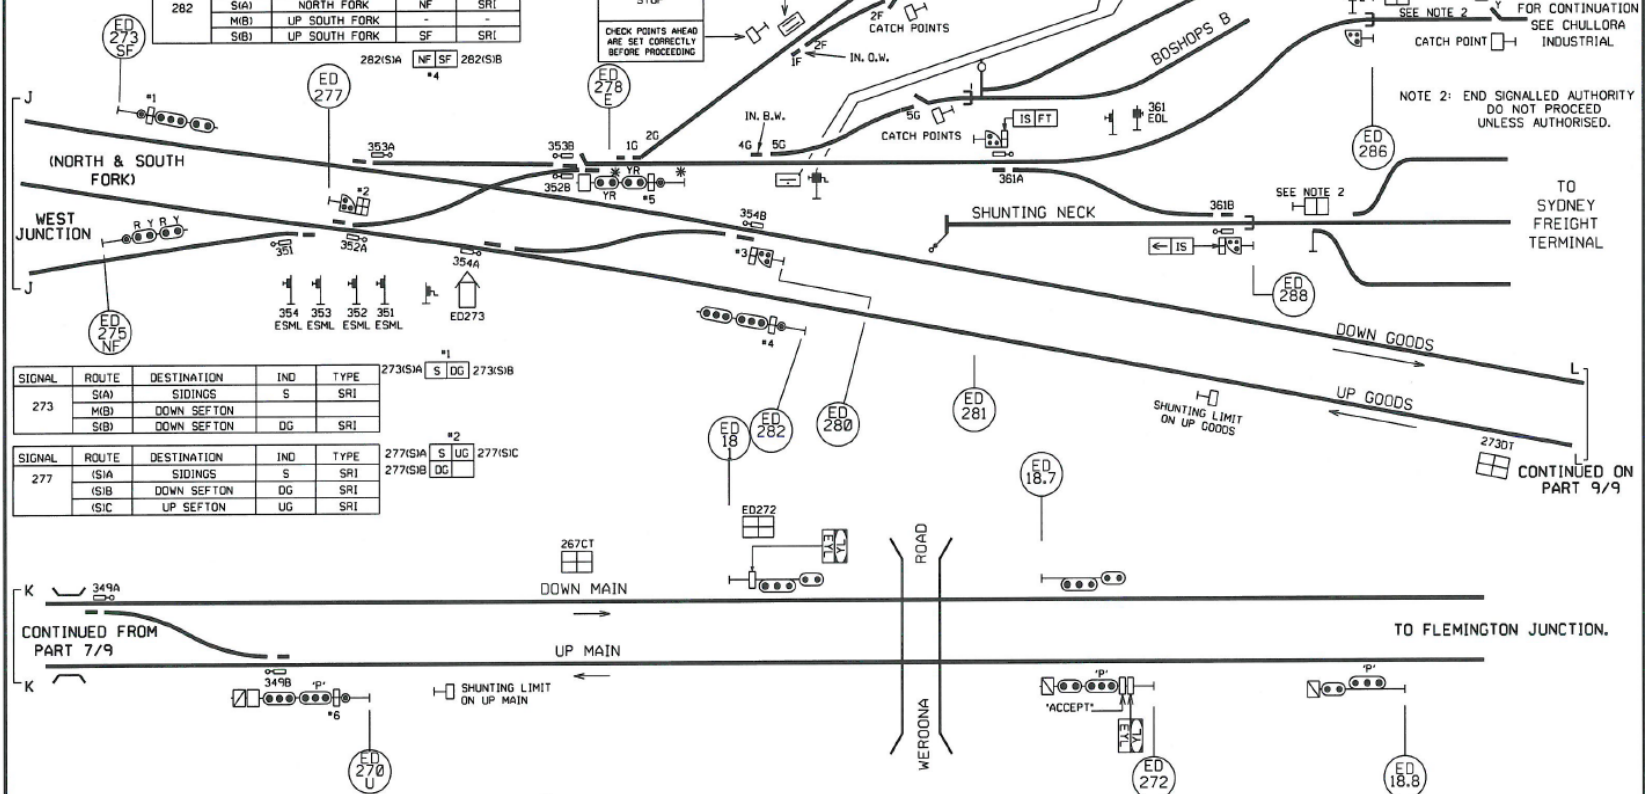 282
S(A) NORTH FORK NF SRI
M(B) UP SOUTH FORK - -
S(B) UP SOUTH FORK SF SRI
282(S)A NF SF 282(S)B
*4
ED
273
SF
ED
277
ED
278
E
STOP
CHECK POINTS AHEAD
ARE SET CORRECTLY
BEFORE PROCEEDING
2F
CATCH POINTS
2F
1F
IN. O.W.
BOSHOPS B
SEE NOTE 2
Y
FOR CONTINUATION
SEE CHULLORA
INDUSTRIAL
CATCH POINT
NOTE 2: END SIGNALLED AUTHORITY
DO NOT PROCEED
UNLESS AUTHORISED.
ED
286
J
*1
(NORTH & SOUTH
FORK)
WEST
JUNCTION
J
R Y R Y
353A
353B
352B
1G
2G
YR
YR
*5
*2
IN. B.W.
4G 5G
5G
CATCH POINTS
IS FT
361
EOL
361A
361B
SEE NOTE 2
SHUNTING NECK
IS
TO
SYDNEY
FREIGHT
TERMINAL
351
352A
354A
354B
*3
354
ESML
353
ESML
352
ESML
351
ESML
ED273
ED
275
NF
*4
ED
288
DOWN GOODS
UP GOODS
L
L
SHUNTING LIMIT
ON UP GOODS
273DT
CONTINUED ON
PART 9/9
ED
18
1
ED
282
ED
280
ED
281
ED
18.7
*1
273(S)A S DG 273(S)B
SIGNAL ROUTE DESTINATION IND TYPE
273
S(A) SIDINGS S SRI
M(B) DOWN SEFTON
S(B) DOWN SEFTON DG SRI
*2
277(S)A S UG 277(S)C
277(S)B DG
SIGNAL ROUTE DESTINATION IND TYPE
277
(S)A SIDINGS S SRI
(S)B DOWN SEFTON DG SRI
(S)C UP SEFTON UG SRI
ED272
267CT
YL
EYL
ROAD
K
349A
DOWN MAIN
CONTINUED FROM
PART 7/9
UP MAIN
K
349B
TO FLEMINGTON JUNCTION.
'P'
*6
SHUNTING LIMIT
ON UP MAIN
WEROONA
'P'
"ACCEPT"
YL
EYL
'P'
ED
270
U
ED
272
ED
18.8